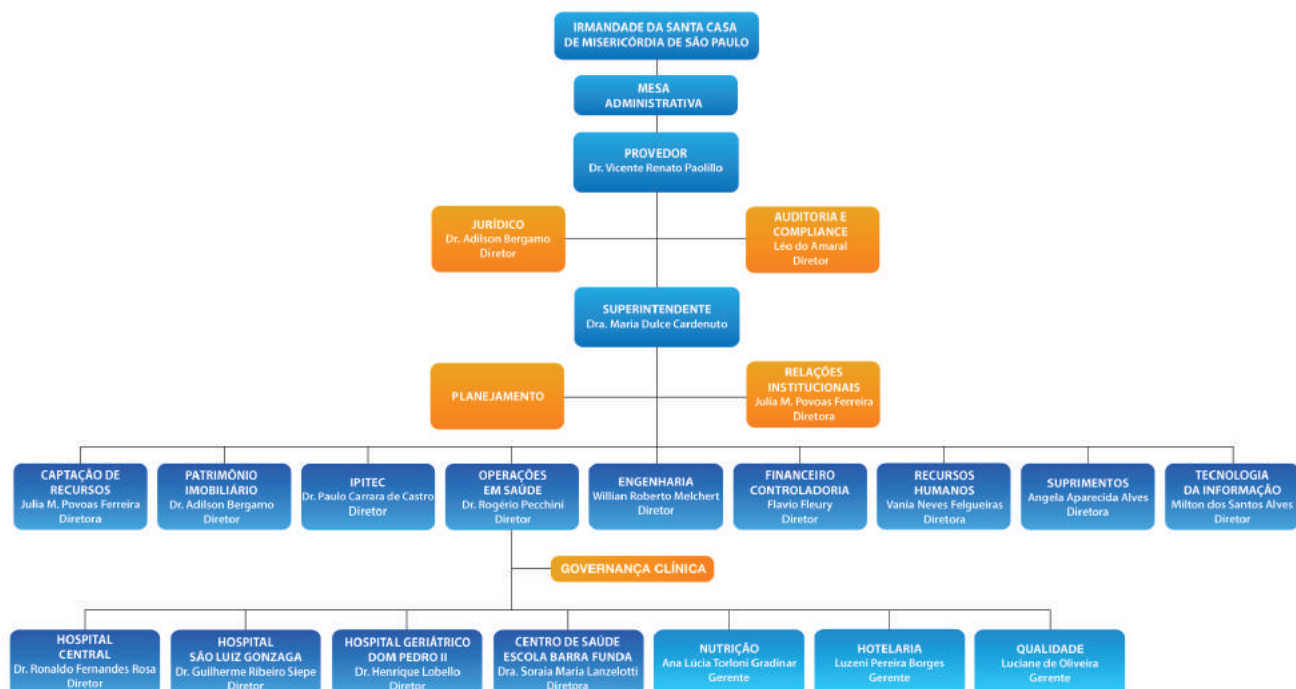 IRMANDADE DA SANTA CASA
DE MISERICÓRDIA DE SÃO PAULO
MESA
ADMINISTRATIVA
PROVEDOR
Dr. Vicente Renato Paolillo
JURÍDICO
Dr. Adilson Bergamo
Diretor
AUDITORIA E
COMPLIANCE
Léo do Amaral
Diretor
SUPERINTENDENTE
Dra. Maria Dulce Cardenuto
PLANEJAMENTO
RELAÇÕES
INSTITUCIONAIS
Julia M. Povoas Ferreira
Diretora
CAPTAÇÃO DE
RECURSOS
Julia M. Povoas Ferreira
Diretora
PATRIMÔNIO
IMOBILIÁRIO
Dr. Adilson Bergamo
Diretor
IPITEC
Dr. Paulo Carrara de Castro
Diretor
OPERAÇÕES
EM SAÚDE
Dr. Rogério Pecchini
Diretor
ENGENHARIA
Willian Roberto Melchert
Diretor
FINANCEIRO
CONTROLADORIA
Flavio Fleury
Diretor
RECURSOS
HUMANOS
Vania Neves Felgueiras
Diretora
SUPRIMENTOS
Angela Aparecida Alves
Diretora
TECNOLOGIA
DA INFORMAÇÃO
Milton dos Santos Alves
Diretor
GOVERNANÇA CLÍNICA
HOSPITAL
CENTRAL
Dr. Ronaldo Fernandes Rosa
Diretor
HOSPITAL
SÃO LUIZ GONZAGA
Dr. Guilherme Ribeiro Siepe
Diretor
HOSPITAL GERIÁTRICO
DOM PEDRO II
Dr. Henrique Lobello
Diretor
CENTRO DE SAÚDE
ESCOLA BARRA FUNDA
Dra. Soraia Maria Lanzelotti
Diretora
NUTRIÇÃO
Ana Lúcia Torloni Gradinar
Gerente
HOTELARIA
Luzeni Pereira Borges
Gerente
QUALIDADE
Luciane de Oliveira
Gerente